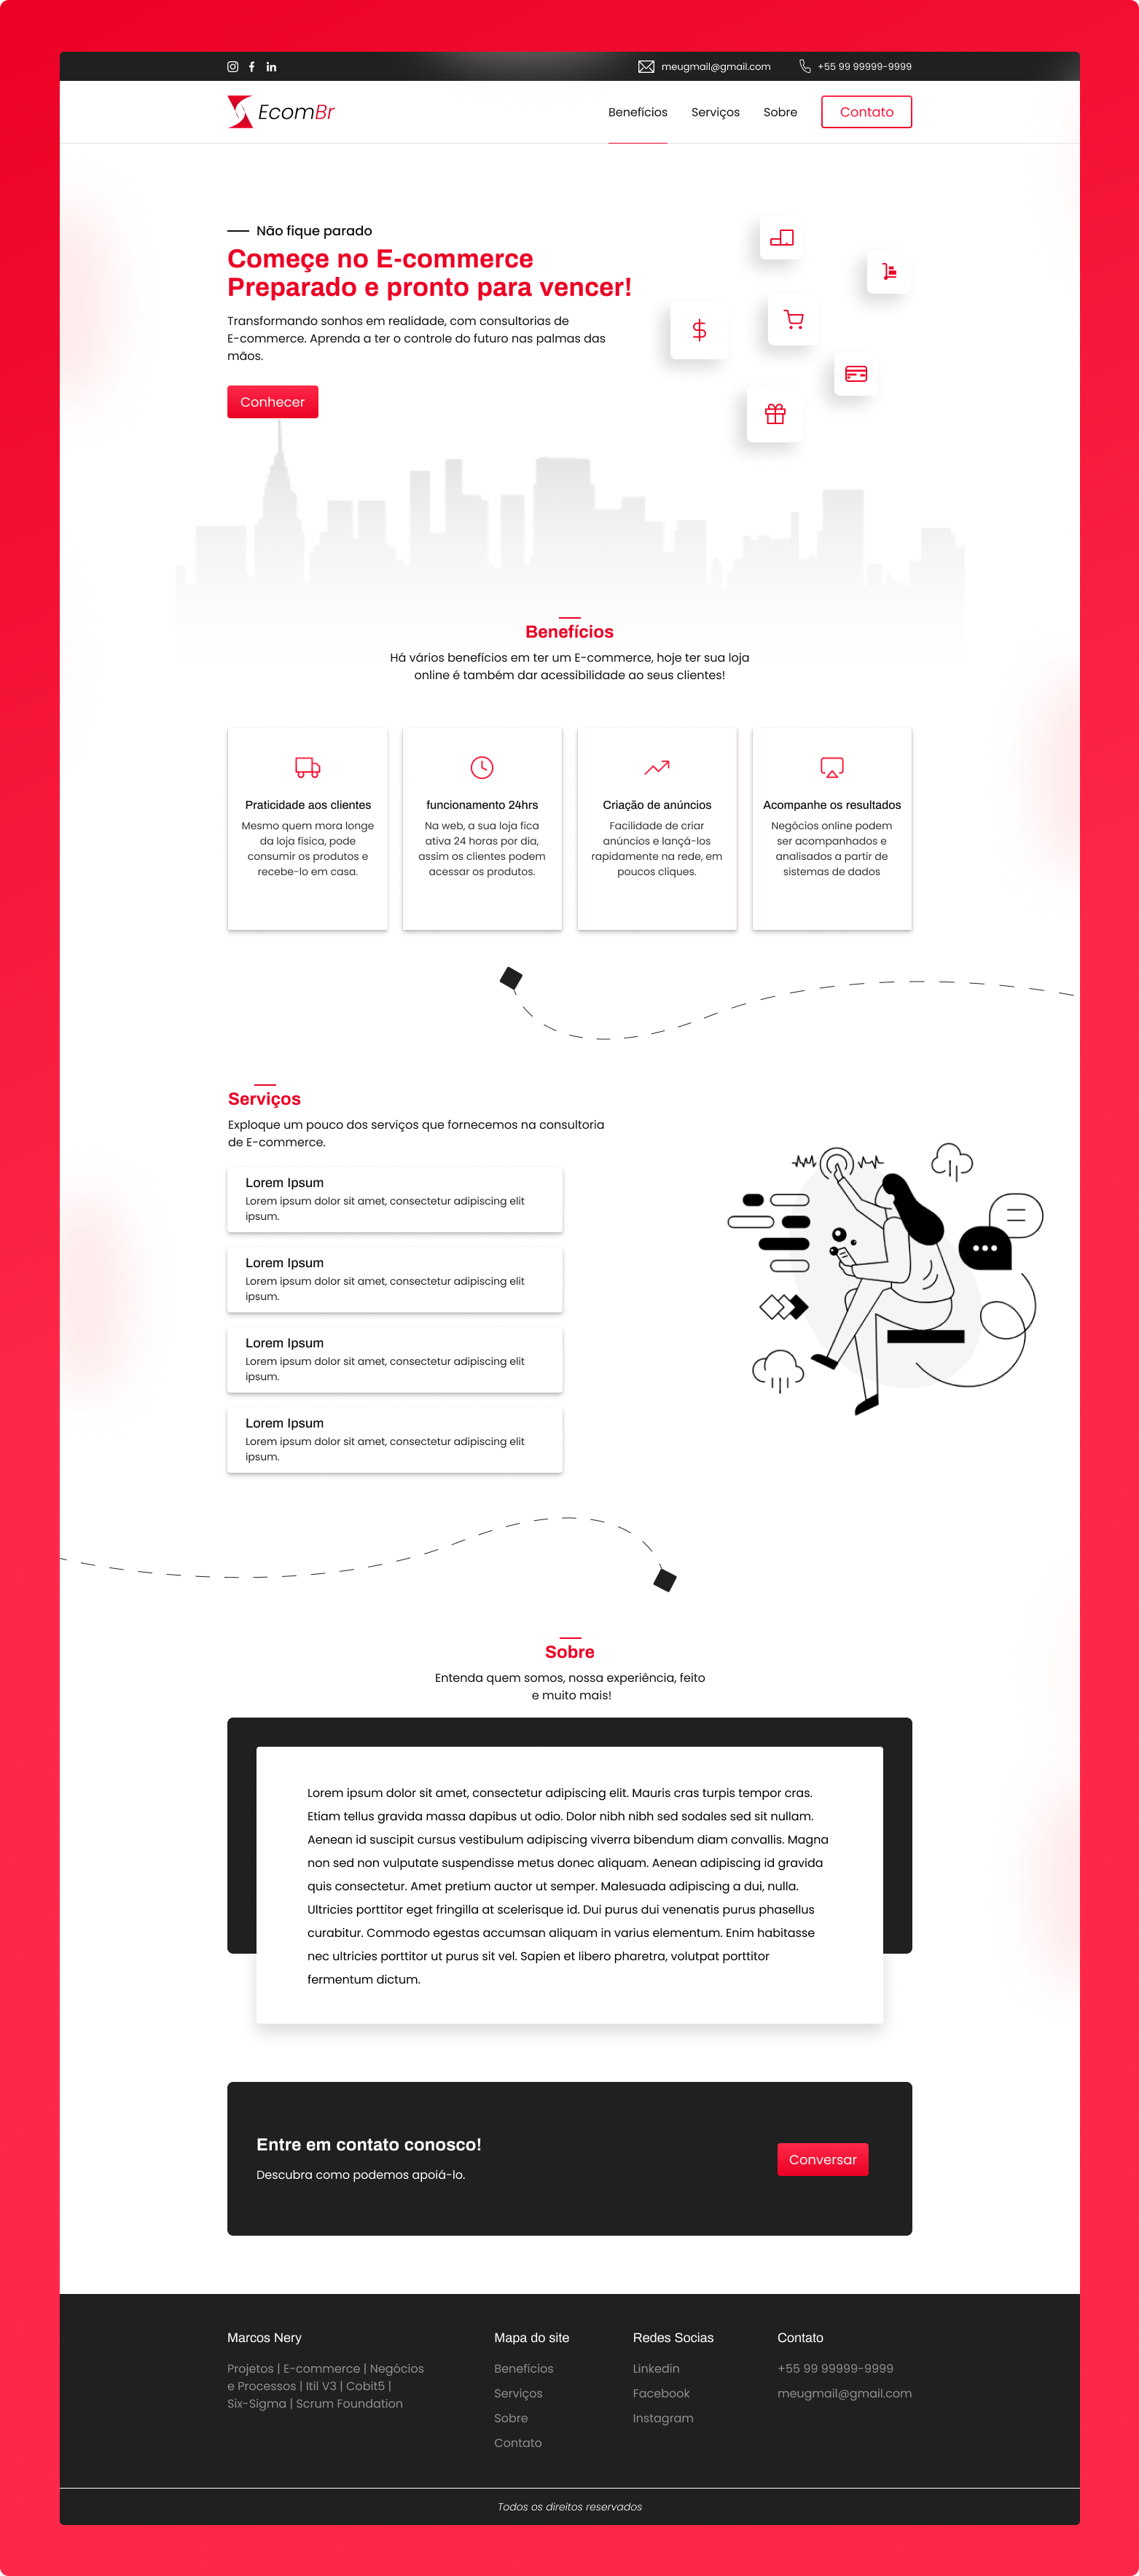 meugmail@gmail.com
+55 99 99999-9999
EcomBr
Benefícios
Serviços
Sobre
Contato
Não fique parado
Começe no E-commerce
Preparado e pronto para vencer!
Transformando sonhos em realidade, com consultorias de
E-commerce. Aprenda a ter o controle do futuro nas palmas das
mãos.
Conhecer
Benefícios
Há vários benefícios em ter um E-commerce, hoje ter sua loja
online é também dar acessibilidade ao seus clientes!
Praticidade aos clientes
Mesmo quem mora longe
da loja física, pode
consumir os produtos e
recebe-lo em casa.
funcionamento 24hrs
Na web, a sua loja fica
ativa 24 horas por dia,
assim os clientes podem
acessar os produtos.
Criação de anúncios
Facilidade de criar
anúncios e lançá-los
rapidamente na rede, em
poucos cliques.
Acompanhe os resultados
Negócios online podem
ser acompanhados e
analisados a partir de
sistemas de dados
Serviços
Exploque um pouco dos serviços que fornecemos na consultoria
de E-commerce.
Lorem Ipsum
Lorem ipsum dolor sit amet, consectetur adipiscing elit
ipsum.
Lorem Ipsum
Lorem ipsum dolor sit amet, consectetur adipiscing elit
ipsum.
Lorem Ipsum
Lorem ipsum dolor sit amet, consectetur adipiscing elit
ipsum.
Lorem Ipsum
Lorem ipsum dolor sit amet, consectetur adipiscing elit
ipsum.
Sobre
Entenda quem somos, nossa experiência, feito
e muito mais!
Lorem ipsum dolor sit amet, consectetur adipiscing elit. Mauris cras turpis tempor cras.
Etiam tellus gravida massa dapibus ut odio. Dolor nibh nibh sed sodales sed sit nullam.
Aenean id suscipit cursus vestibulum adipiscing viverra bibendum diam convallis. Magna
non sed non vulputate suspendisse metus donec aliquam. Aenean adipiscing id gravida
quis consectetur. Amet pretium auctor ut semper. Malesuada adipiscing a dui, nulla.
Ultricies porttitor eget fringilla at scelerisque id. Dui purus dui venenatis purus phasellus
curabitur. Commodo egestas accumsan aliquam in varius elementum. Enim habitasse
nec ultricies porttitor ut purus sit vel. Sapien et libero pharetra, volutpat porttitor
fermentum dictum.
Entre em contato conosco!
Descubra como podemos apoiá-lo.
Conversar
Marcos Nery
Projetos | E-commerce | Negócios
e Processos | Itil V3 | Cobit5 |
Six-Sigma | Scrum Foundation
Mapa do site
Benefícios
Serviços
Sobre
Contato
Redes Socias
Linkedin
Facebook
Instagram
Contato
+55 99 99999-9999
meugmail@gmail.com
Todos os direitos reservados